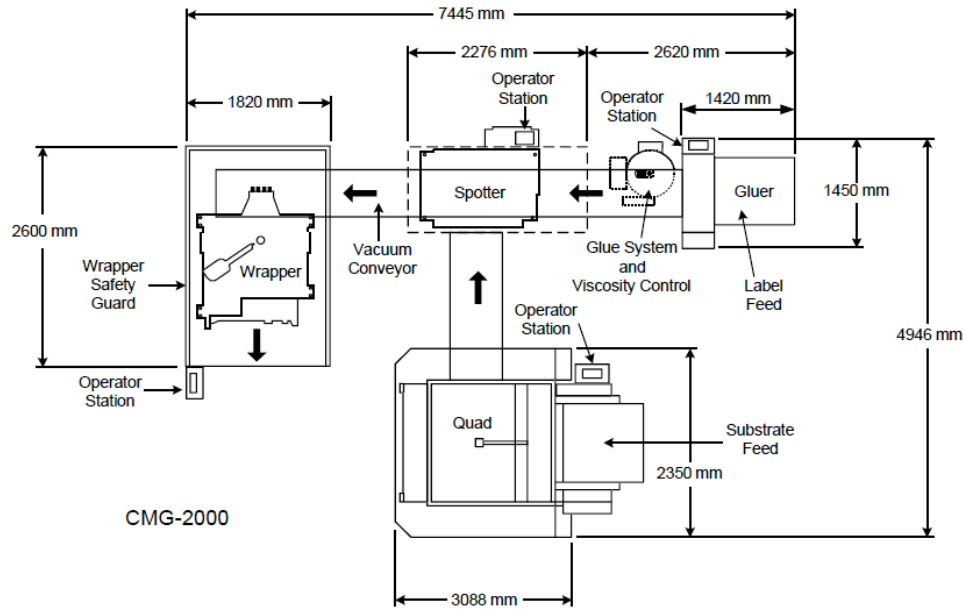 7445 mm
2276 mm
2620 mm
Operator
Station
Operator
Station
1820 mm
1420 mm
Spotter
Gluer
1450 mm
2600 mm
Wrapper
Wrapper
Safety
Guard
Vacuum
Conveyor
Glue System
and
Viscosity Control
Label
Feed
Operator
Station
4946 mm
Operator
Station
Quad
Substrate
Feed
2350 mm
CMG-2000
3088 mm